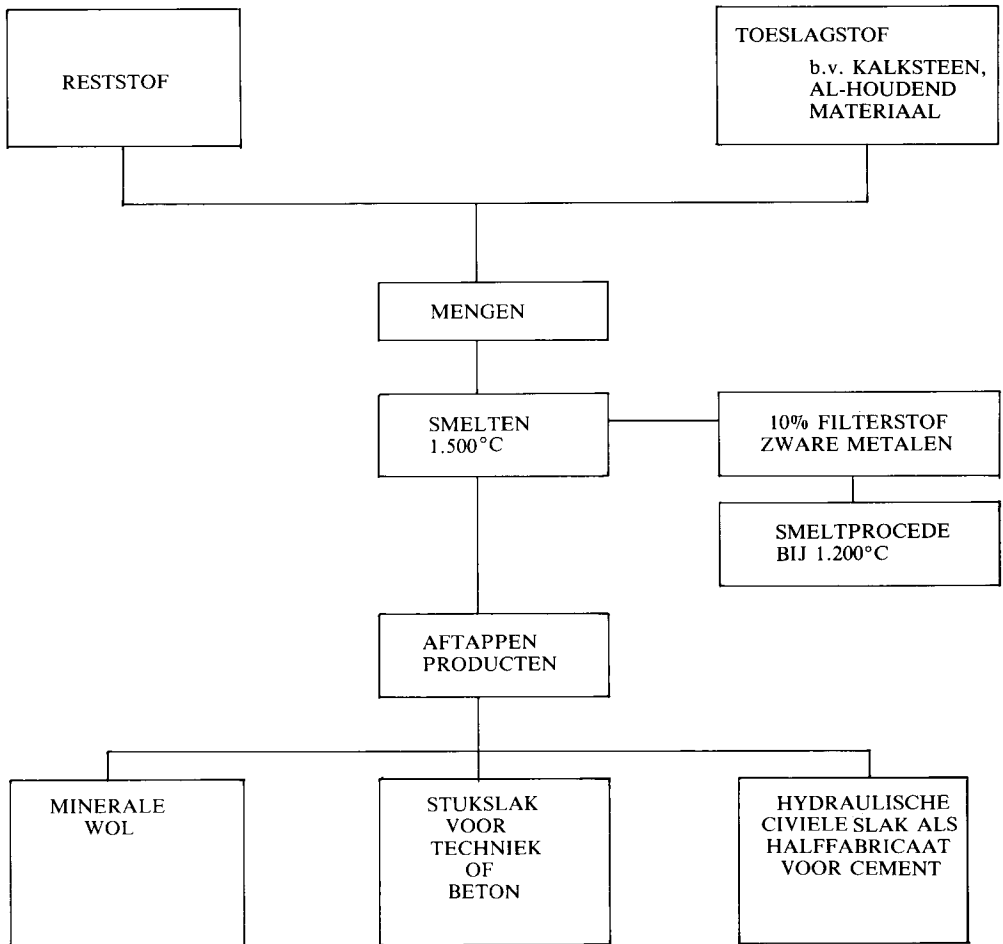 RESTSTOF
TOESLAGSTOF
b.v. KALKSTEEN,
AL-HOUDEND
MATERIAAL
MENGEN
SMELTEN
1.500°C
10% FILTERSTOF
ZWARE METALEN
SMELTPROCEDE
BIJ 1.200°C
AFTAPPEN
PRODUCTEN
MINERALE
WOL
STUKSLAK
VOOR
TECHNIEK
OF
BETON
HYDRAULISCHE
CIVIELE SLAK ALS
HALFFABRICAAT
VOOR CEMENT